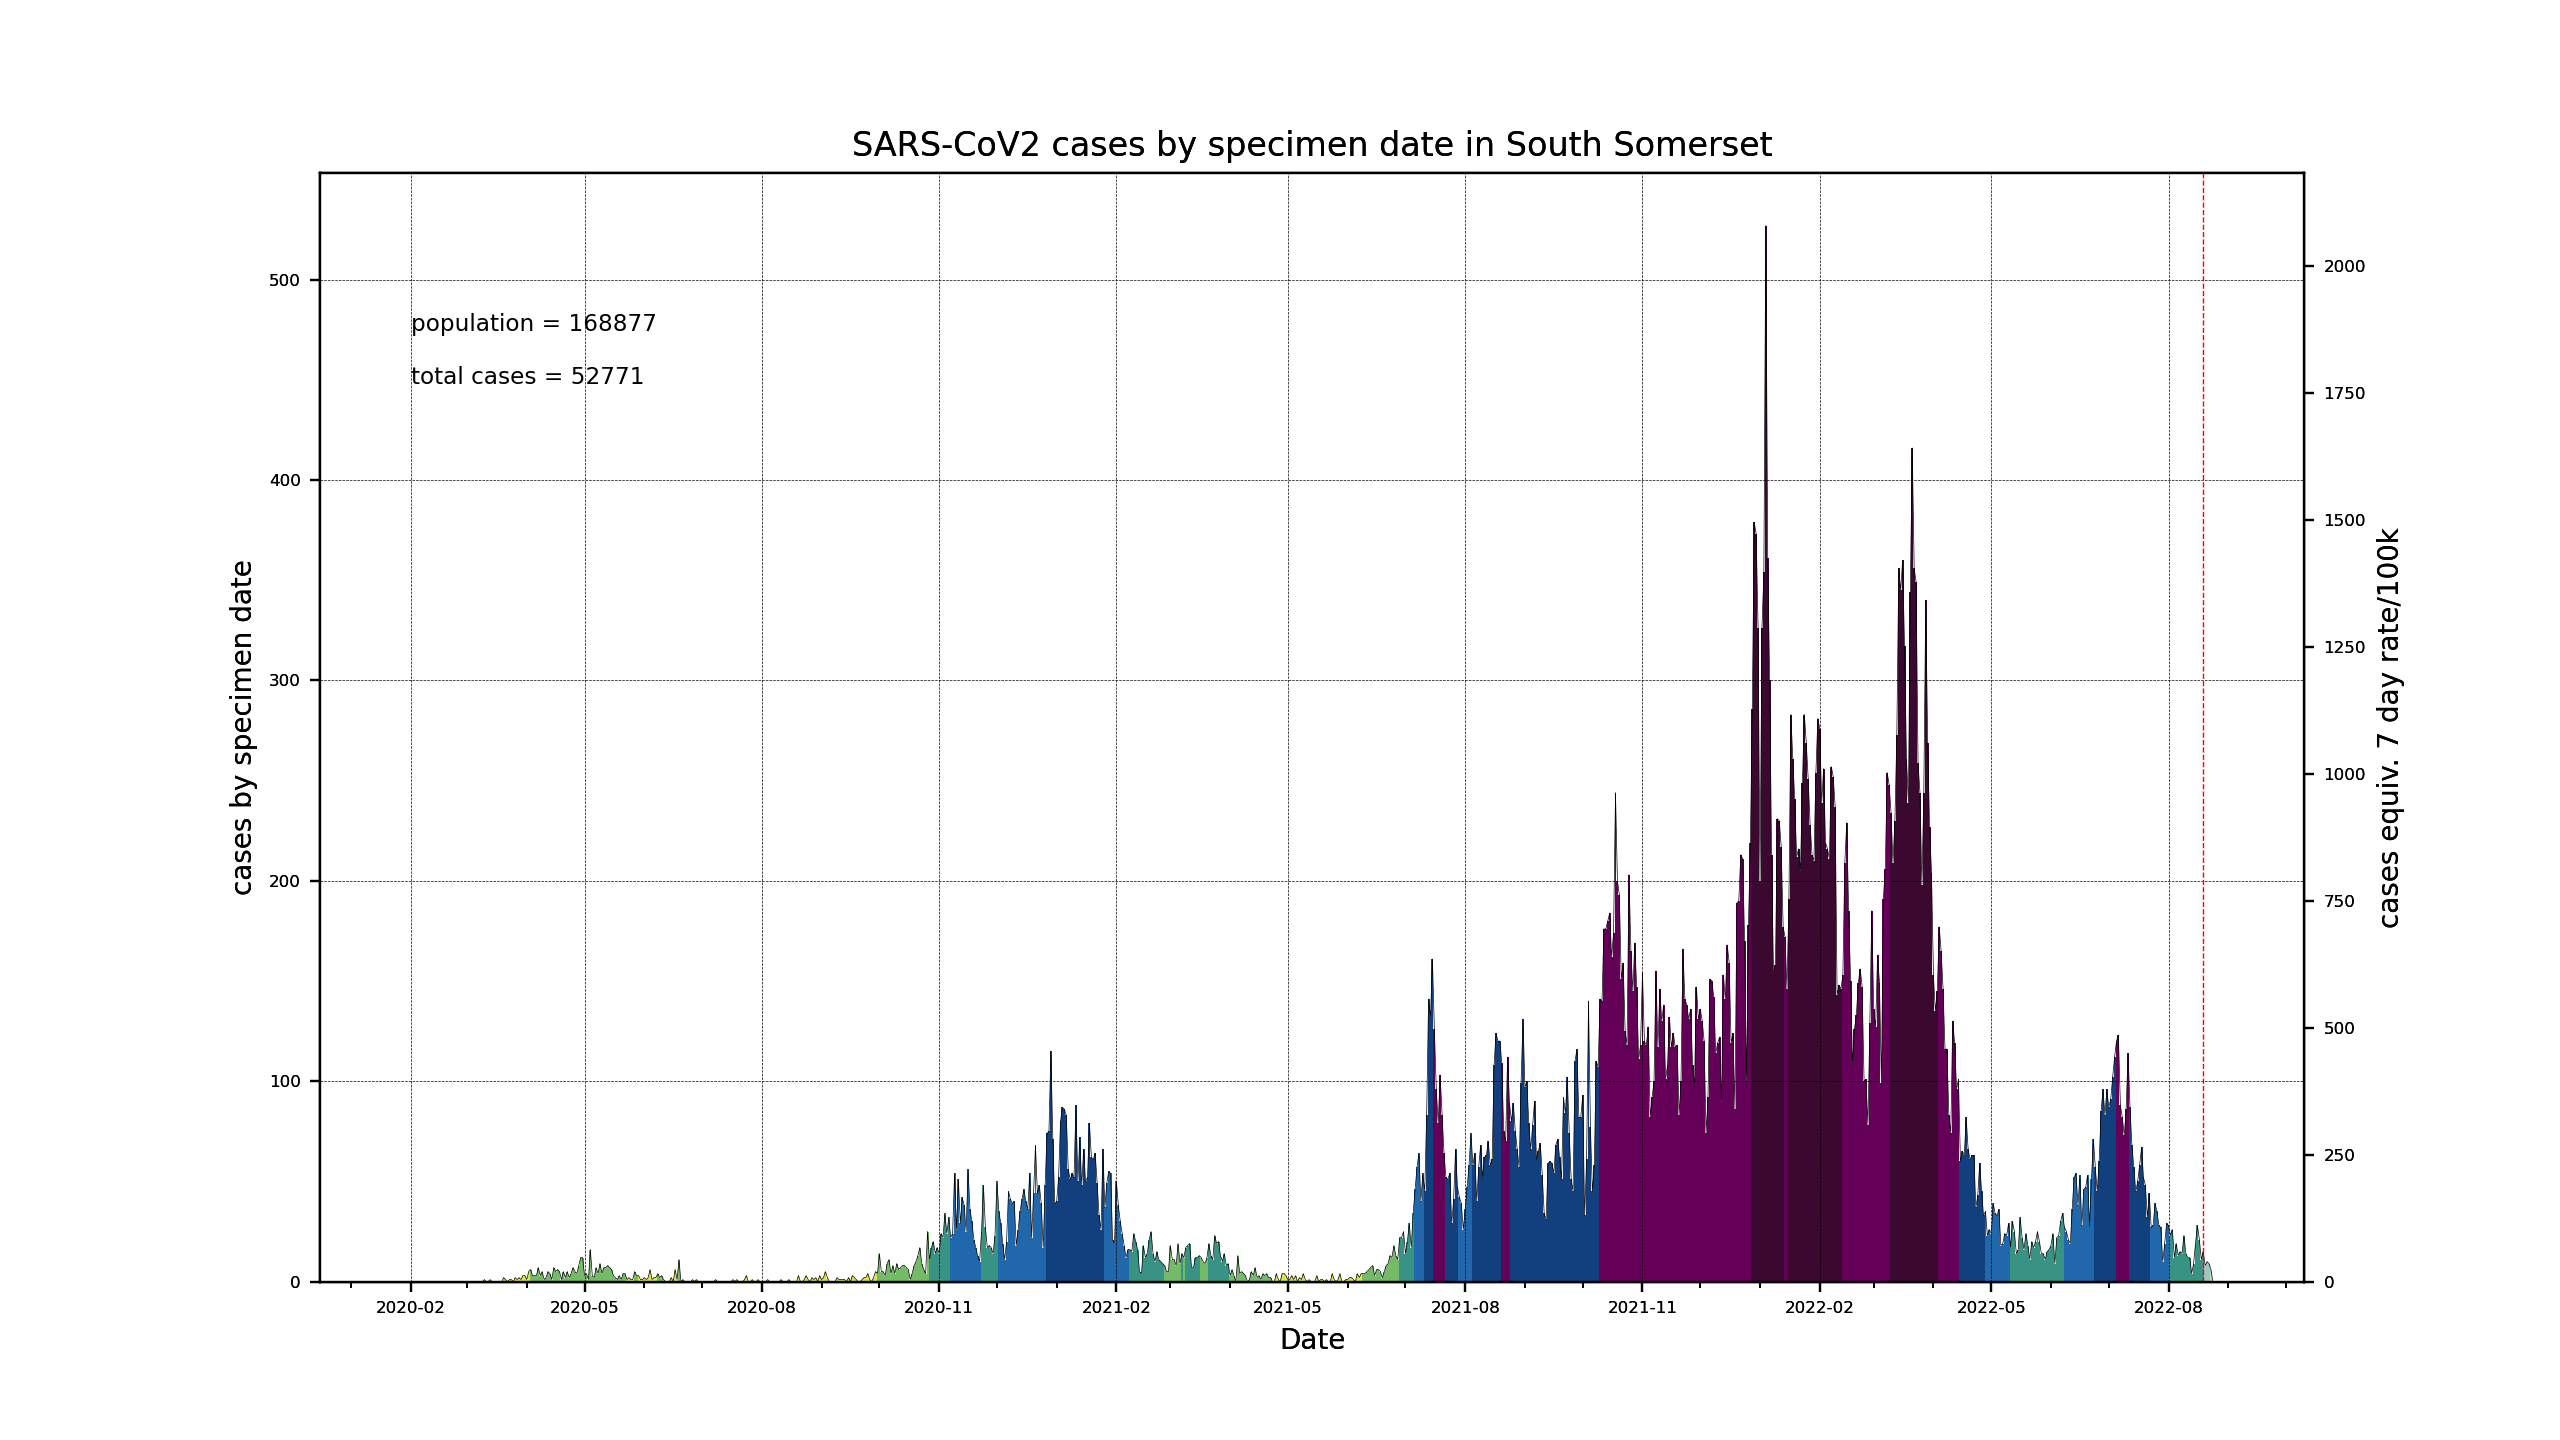 SARS-CoV2 cases by specimen date in South Somerset
population = 168877
total cases = 52771
cases by specimen date
500
400
300
200
100
0
2000
1750
1500
1250
1000
750
500
250
0
cases equiv. 7 day rate/100k
2020-02 2020-05 2020-08 2020-11 2021-02 2021-05 2021-08 2021-11 2022-02 2022-05 2022-08
Date